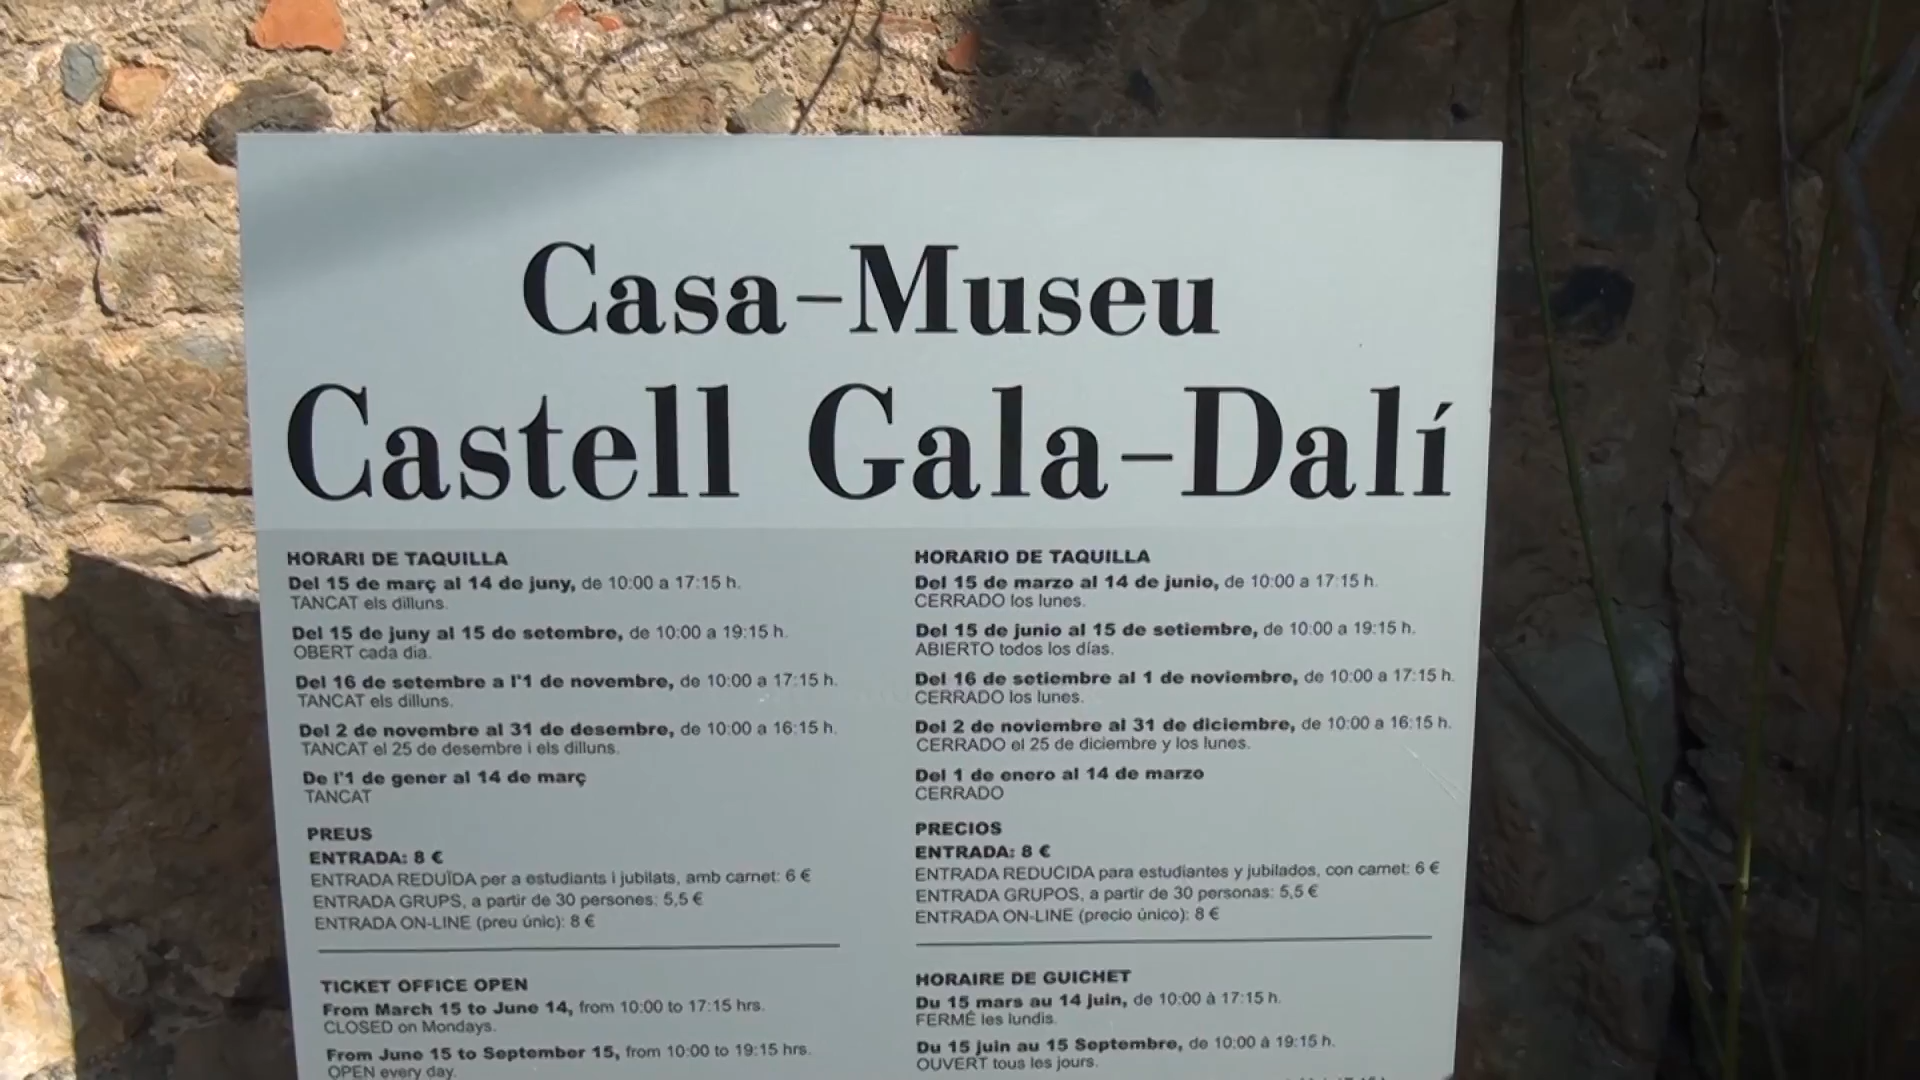 Casa-Museu
Castell Gala-Dalí
HORARI DE TAQUILLA
Del 15 de març al 14 de juny, de 10:00 a 17:15 h.
TANCAT els dilluns.
Del 15 de juny al 15 de setembre, de 10:00 a 19:15 h.
OBERT cada dia.
Del 16 de setembre a l'1 de novembre, de 10:00 a 17:15 h.
TANCAT els dilluns.
Del 2 de novembre al 31 de desembre, de 10:00 a 16:15 h.
TANCAT el 25 de desembre i els dilluns.
De l'1 de gener al 14 de març
TANCAT
PREUS
ENTRADA: 8 €
ENTRADA REDUÏDA per a estudiants i jubilats, amb carnet: 6 €
ENTRADA GRUPS, a partir de 30 persones: 5,5 €
ENTRADA ON-LINE (preu únic): 8 €
HORARIO DE TAQUILLA
Del 15 de marzo al 14 de junio, de 10:00 a 17:15 h.
CERRADO los lunes.
Del 15 de junio al 15 de setiembre, de 10:00 a 19:15 h.
ABIERTO todos los días.
Del 16 de setiembre al 1 de noviembre, de 10:00 a 17:15 h.
CERRADO los lunes.
Del 2 de noviembre al 31 de diciembre, de 10:00 a 16:15 h.
CERRADO el 25 de diciembre y los lunes.
Del 1 de enero al 14 de marzo
CERRADO
PRECIOS
ENTRADA: 8 €
ENTRADA REDUCIDA para estudiantes y jubilados, con carnet: 6 €
ENTRADA GRUPOS, a partir de 30 personas: 5,5 €
ENTRADA ON-LINE (precio único): 8 €
TICKET OFFICE OPEN
From March 15 to June 14, from 10:00 to 17:15 hrs.
CLOSED on Mondays.
From June 15 to September 15, from 10:00 to 19:15 hrs.
OPEN every day.
HORAIRE DE GUICHET
Du 15 mars au 14 juin, de 10:00 à 17:15 h.
FERMÉ les lundis.
Du 15 juin au 15 Septembre, de 10:00 à 19:15 h.
OUVERT tous les jours.